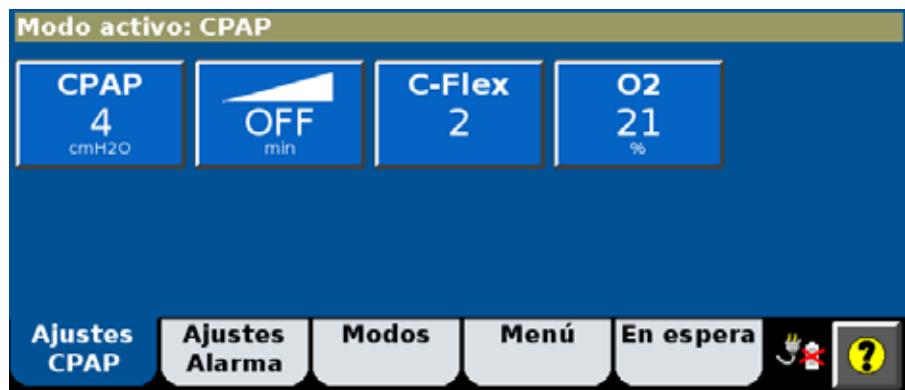 Modo activo: CPAP
CPAP
4
cmH2O
OFF
min
C-Flex
2
O2
21
%
Ajustes
CPAP
Ajustes
Alarma
Modos
Menú
En espera
?